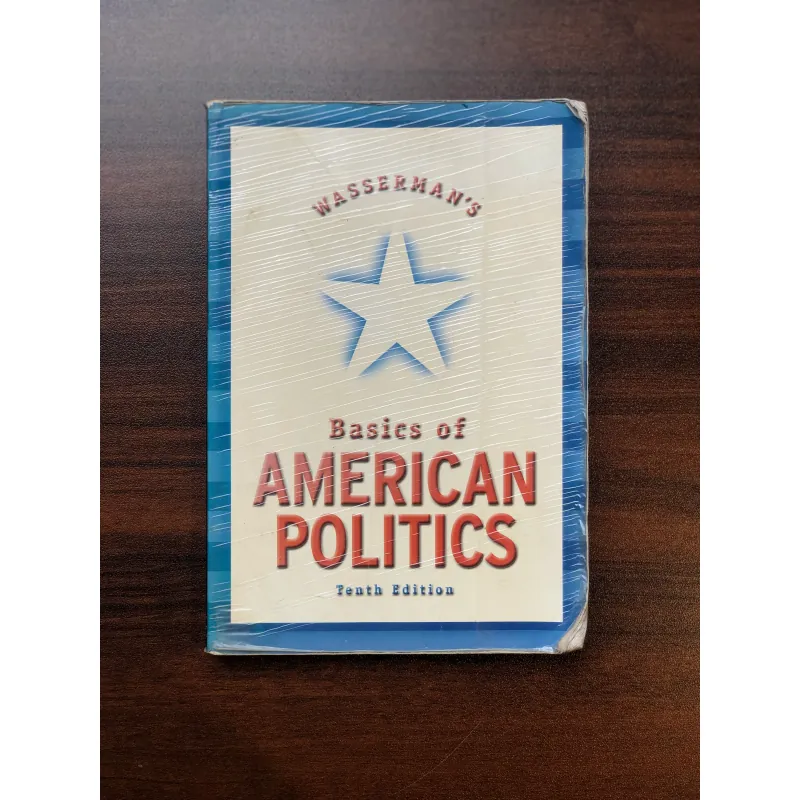 WASSERMAN'S
Basics of
AMERICAN
POLITICS
Tenth Edition